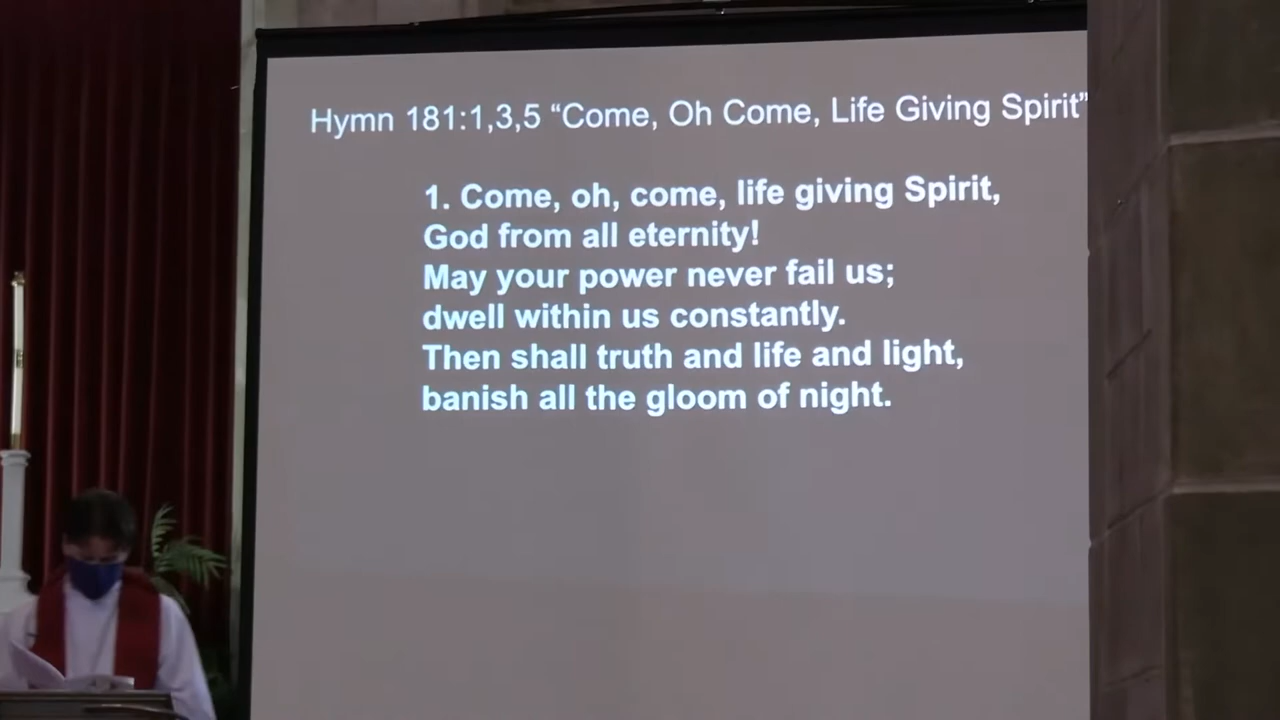 Hymn 181:1,3,5 “Come, Oh Come, Life Giving Spirit”
1. Come, oh, come, life giving Spirit,
God from all eternity!
May your power never fail us;
dwell within us constantly.
Then shall truth and life and light,
banish all the gloom of night.